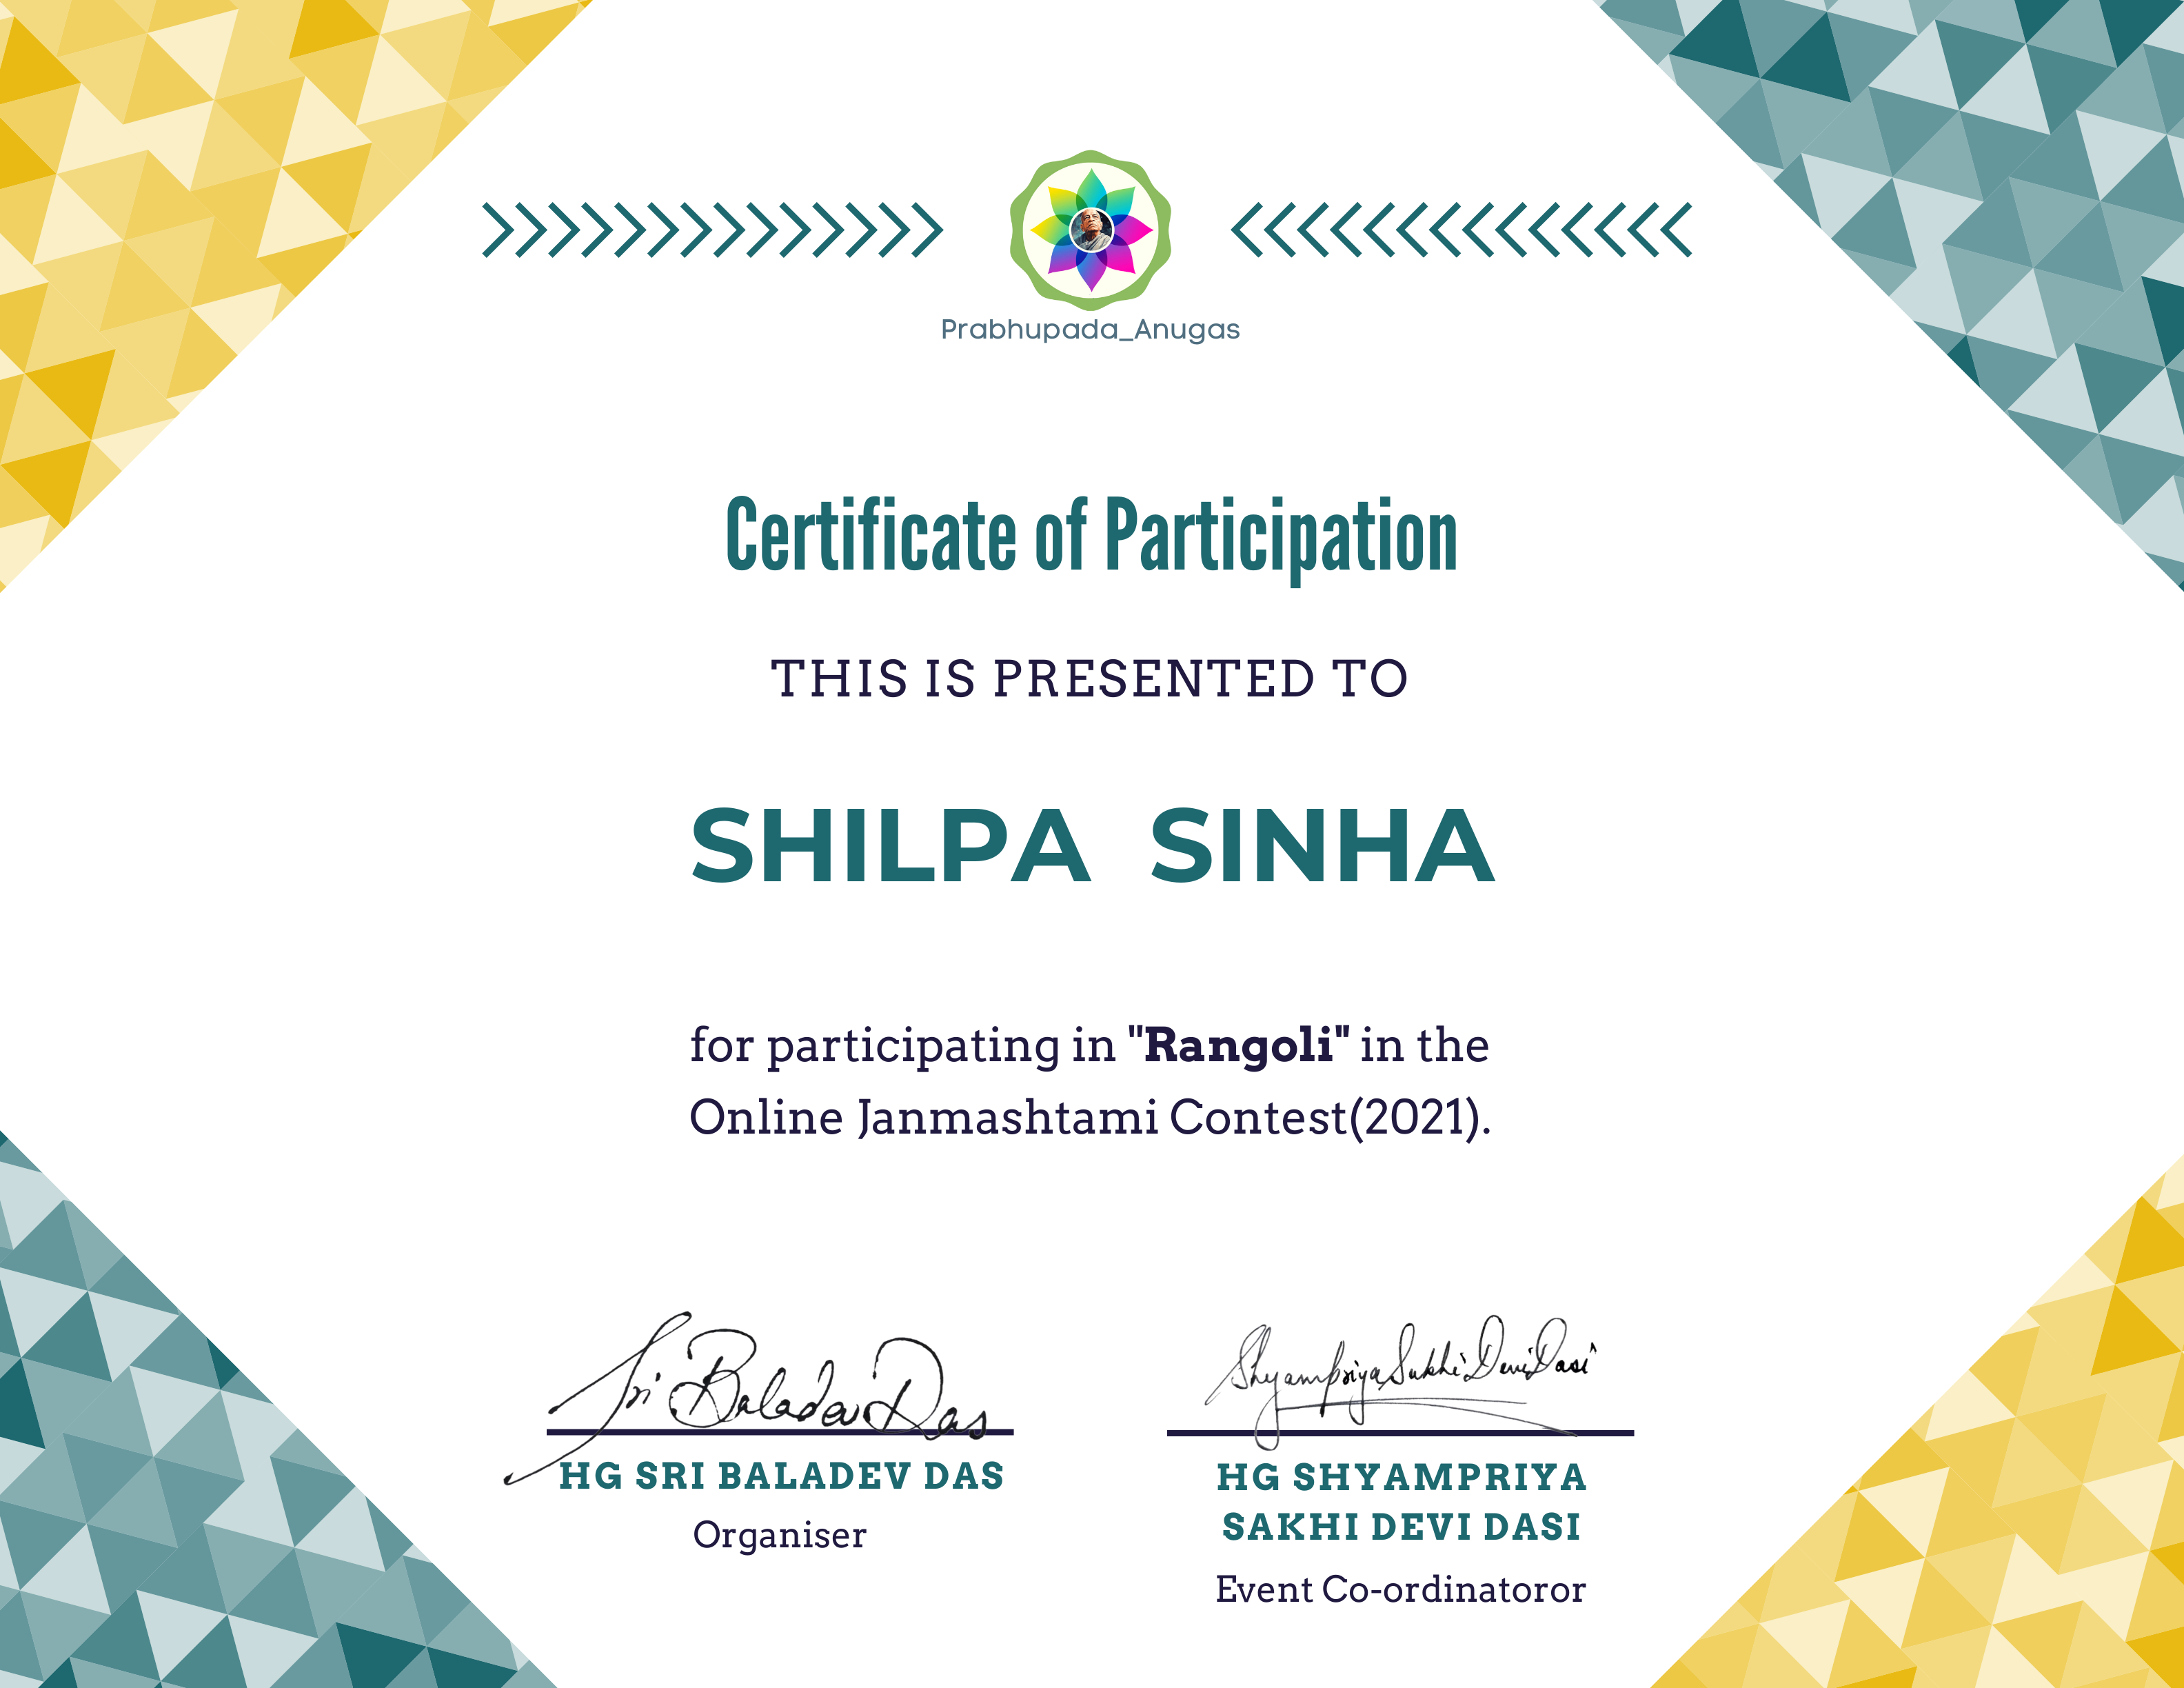 Prabhupada_Anugas
Certificate of Participation
THIS IS PRESENTED TO
SHILPA SINHA
for participating in "Rangoli" in the
Online Janmashtami Contest(2021).
Sri Baladev Das
Shyampriya Sakhi Devi Dasi
HG SRI BALADEV DAS
Organiser
HG SHYAMPRIYA
SAKHI DEVI DASI
Event Co-ordinatoror